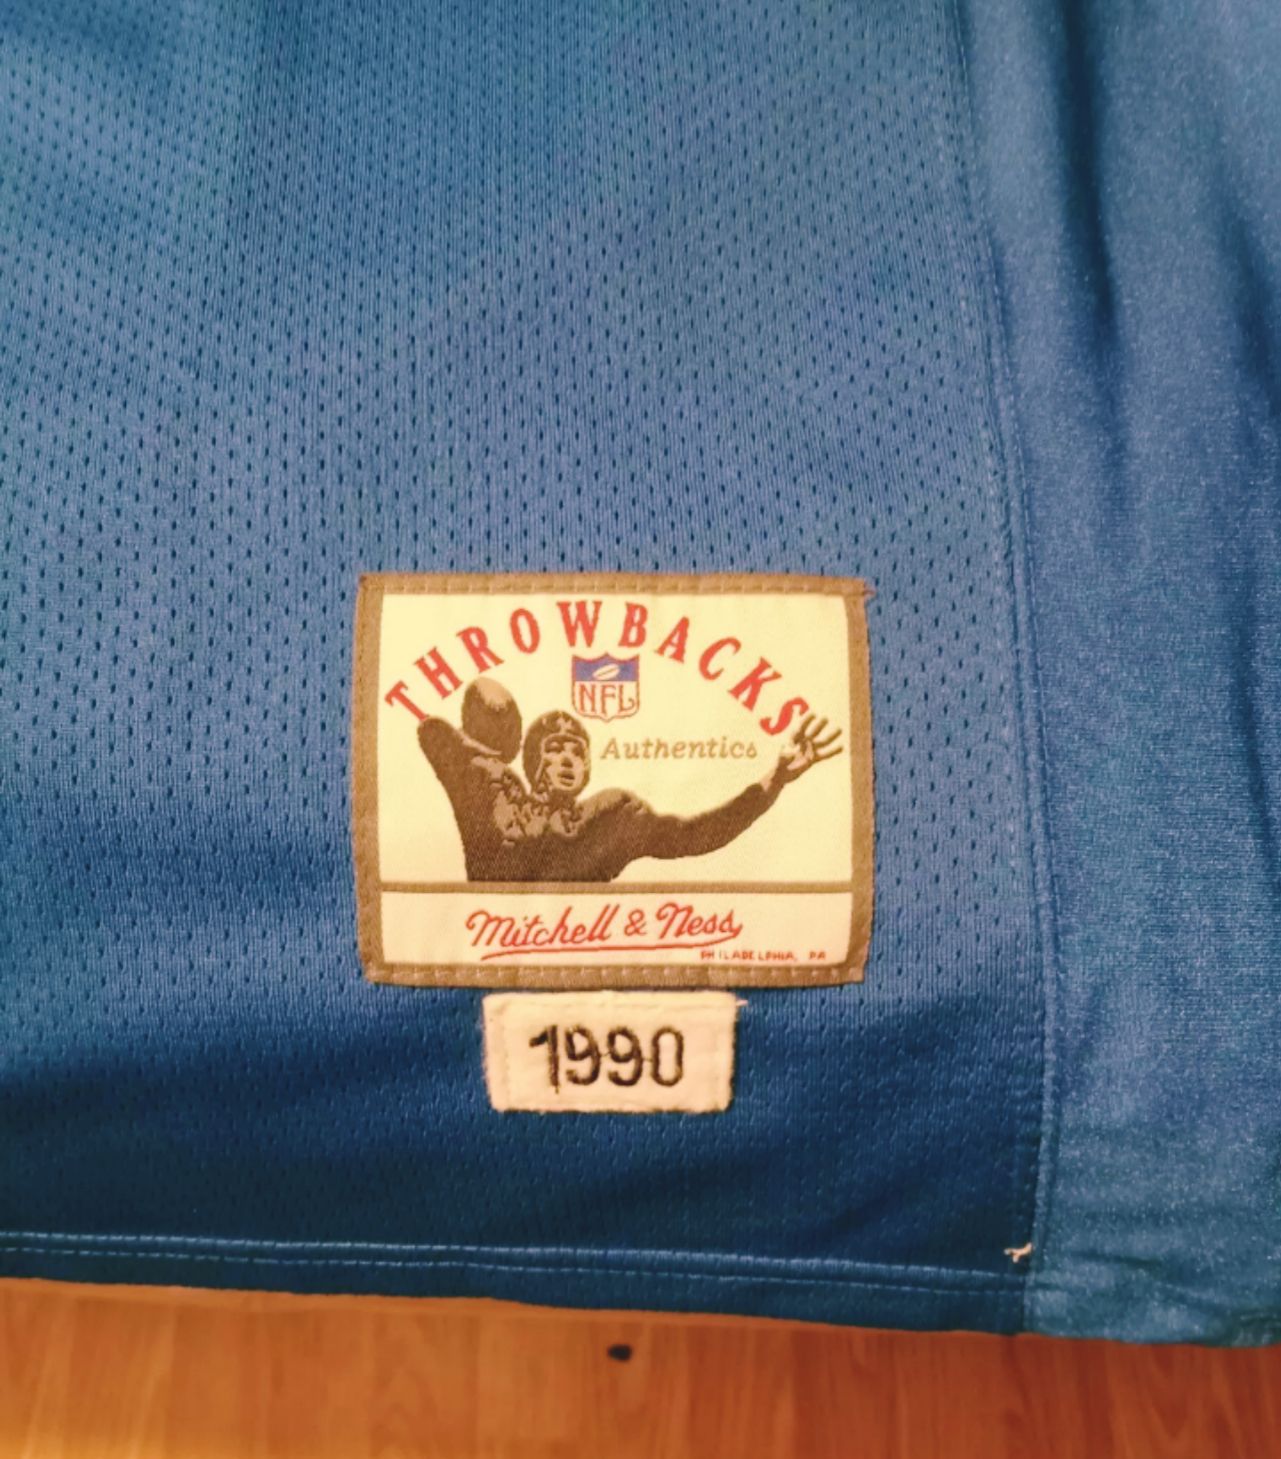 THROWBACKS
NFL
Authentics
Mitchell & Ness
PHILADELPHIA, PA
1990